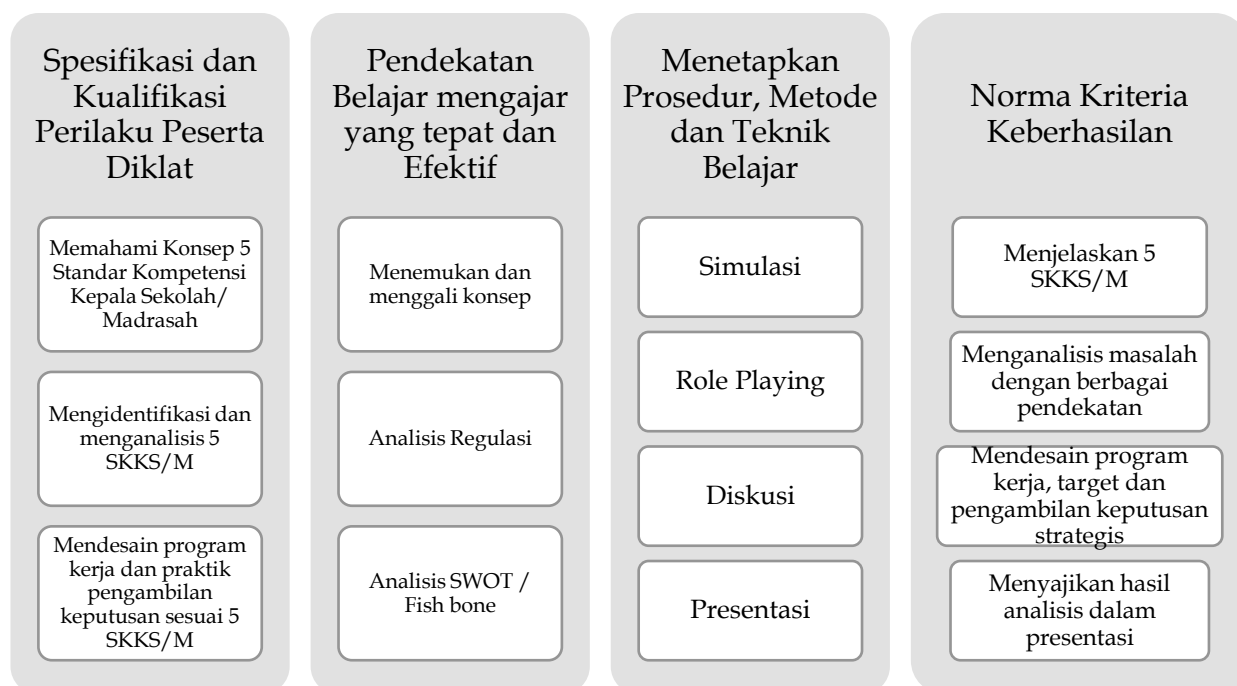 Spesifikasi dan
Kualifikasi
Perilaku Peserta
Diklat
Memahami Konsep 5
Standar Kompetensi
Kepala Sekolah/
Madrasah
Mengidentifikasi dan
menganalisis 5
SKKS/M
Mendesain program
kerja dan praktik
pengambilan
keputusan sesuai 5
SKKS/M
Pendekatan
Belajar mengajar
yang tepat dan
Efektif
Menemukan dan
menggali konsep
Analisis Regulasi
Analisis SWOT /
Fish bone
Menetapkan
Prosedur, Metode
dan Teknik
Belajar
Simulasi
Role Playing
Diskusi
Presentasi
Norma Kriteria
Keberhasilan
Menjelaskan 5
SKKS/M
Menganalisis masalah
dengan berbagai
pendekatan
Mendesain program
kerja, target dan
pengambilan keputusan
strategis
Menyajikan hasil
analisis dalam
presentasi